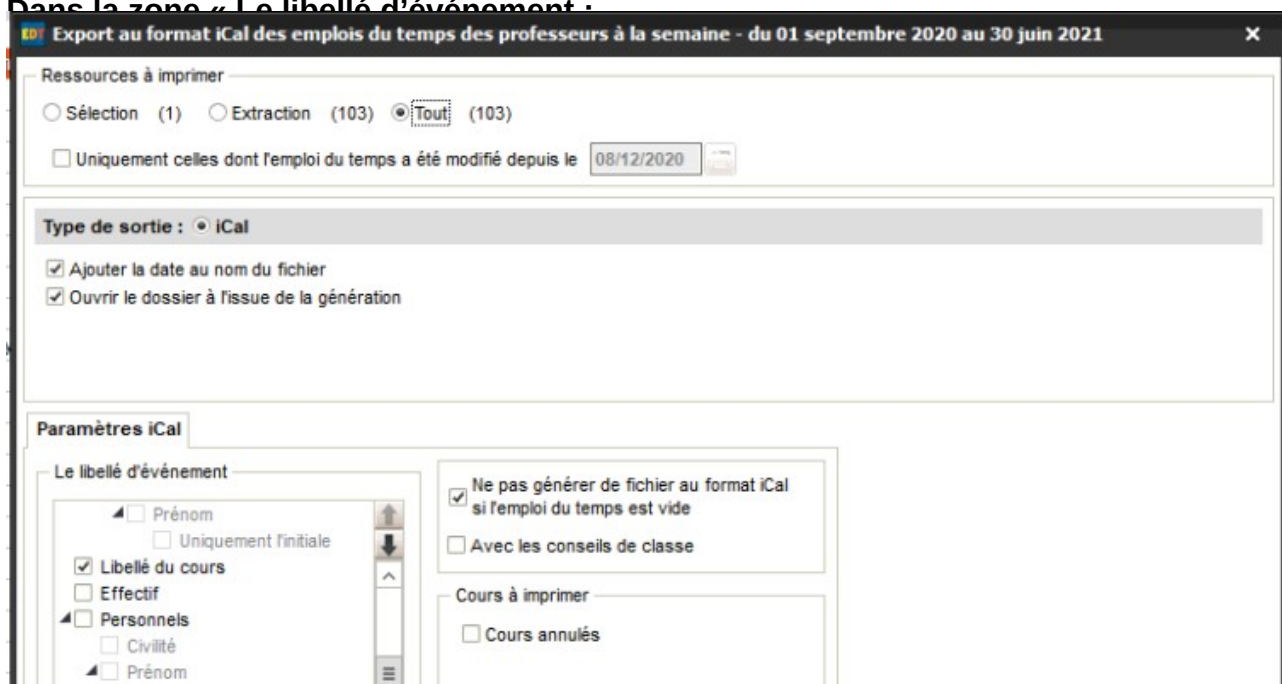 Dans la zone « Le libellé d'événement :
EDT Export au format iCal des emplois du temps des professeurs à la semaine - du 01 septembre 2020 au 30 juin 2021
Ressources à imprimer
Sélection (1) Extraction (103) Tout (103)
Uniquement celles dont l'emploi du temps a été modifié depuis le 08/12/2020
Type de sortie : iCal
Ajouter la date au nom du fichier
Ouvrir le dossier à l'issue de la génération
Paramètres iCal
Le libellé d'événement
Prénom
Uniquement l'initiale
Libellé du cours
Effectif
Personnels
Civilité
Prénom
Ne pas générer de fichier au format iCal
si l'emploi du temps est vide
Avec les conseils de classe
Cours à imprimer
Cours annulés